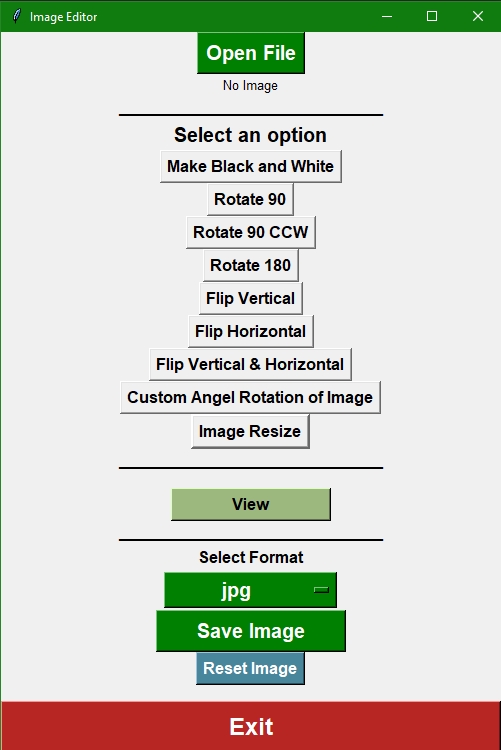 Image Editor
Open File
No Image
Select an option
Make Black and White
Rotate 90
Rotate 90 CCW
Rotate 180
Flip Vertical
Flip Horizontal
Flip Vertical & Horizontal
Custom Angel Rotation of Image
Image Resize
View
Select Format
jpg
Save Image
Reset Image
Exit